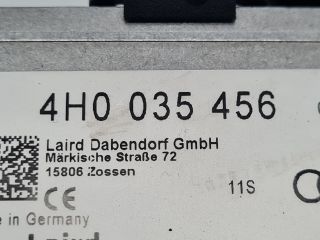 4H0 035 456
Laird Dabendorf GmbH
Märkische Straße 72
15806 Zossen
CE
11S
in Germany